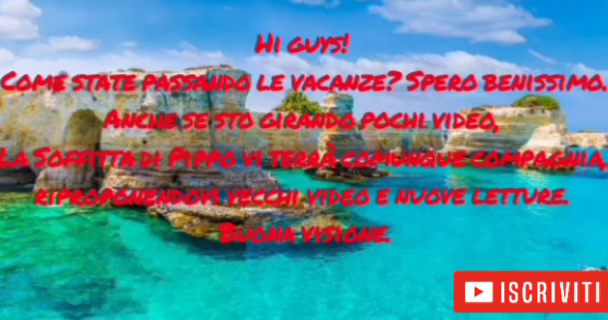 Hi guys!
Come state passando le vacanze? Spero benissimo.
Anche se sto girando pochi video,
La Soffitta di Pippo vi terrà comunque compagnia,
riproponendovi vecchi video e nuove letture.
Buona visione.
ISCRIVITI